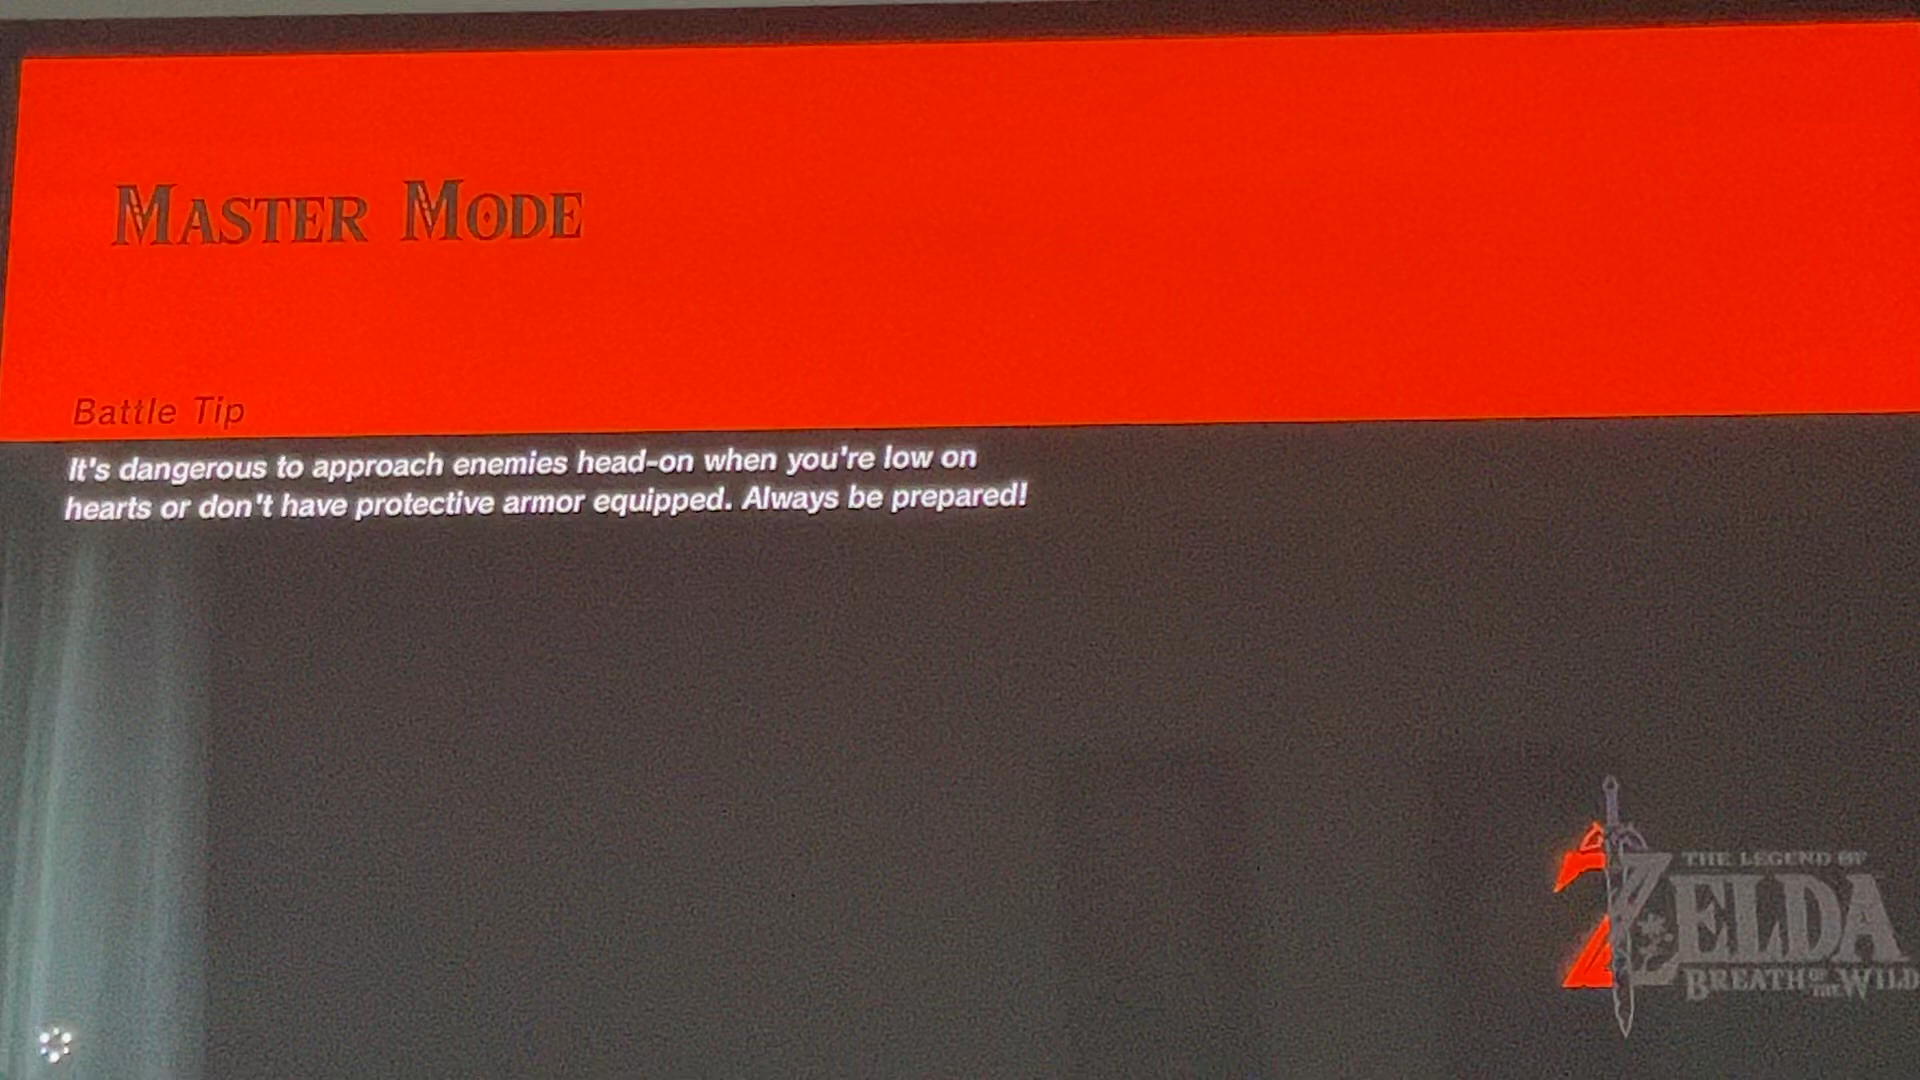 Master Mode
Battle Tip
It's dangerous to approach enemies head-on when you're low on
hearts or don't have protective armor equipped. Always be prepared!
THE LEGEND OF
ZELDA
BREATH OF THE WILD